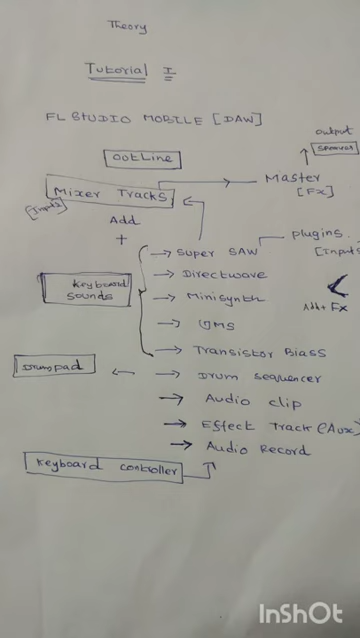 Theory
Tutorial I
FL STUDIO MOBILE [DAW]
output
OotLine
Speaker
Mixer Tracks
Master
[FX]
[Inputs]
Add
+
Plugins
Super SAW
[Inputs
Directwave
Keyboard
Sounds
Minisynth
Add+ FX
GMS
Transistor Biass
Drumpad
Drum sequencer
Audio clip
Effect Track (Aux)
Audio Record
Keyboard controller
InShOt